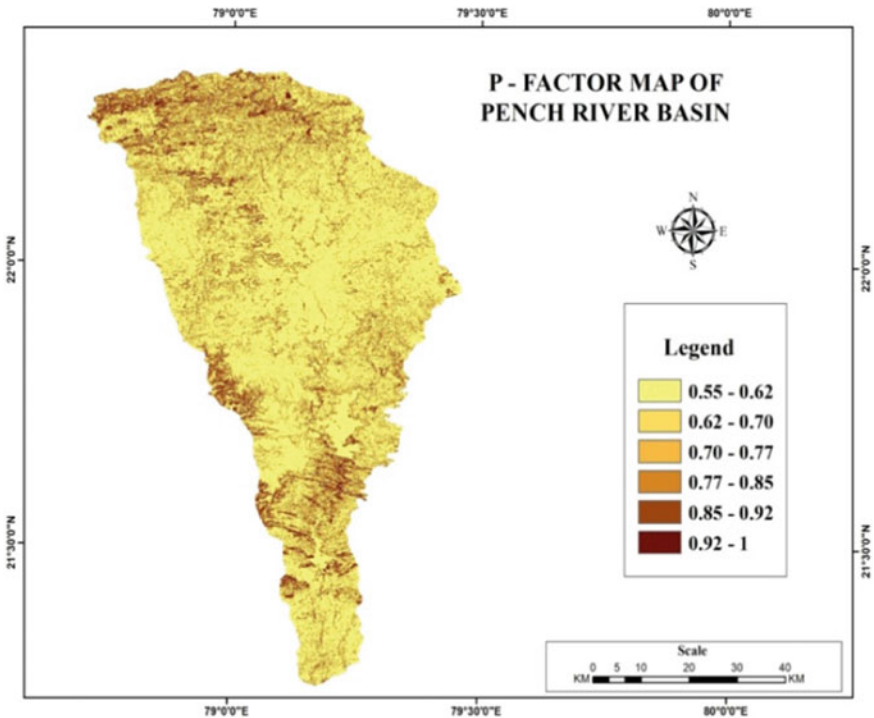 79°0'0"E 79°30'0"E 80°0'0"E
P - FACTOR MAP OF
PENCH RIVER BASIN
N
W E
S
22°0'0"N 22°0'0"N
Legend
0.55 - 0.62
0.62 - 0.70
0.70 - 0.77
0.77 - 0.85
0.85 - 0.92
0.92 - 1
21°30'0"N 21°30'0"N
Scale
0 5 10 20 30 40
KM KM
79°0'0"E 79°30'0"E 80°0'0"E